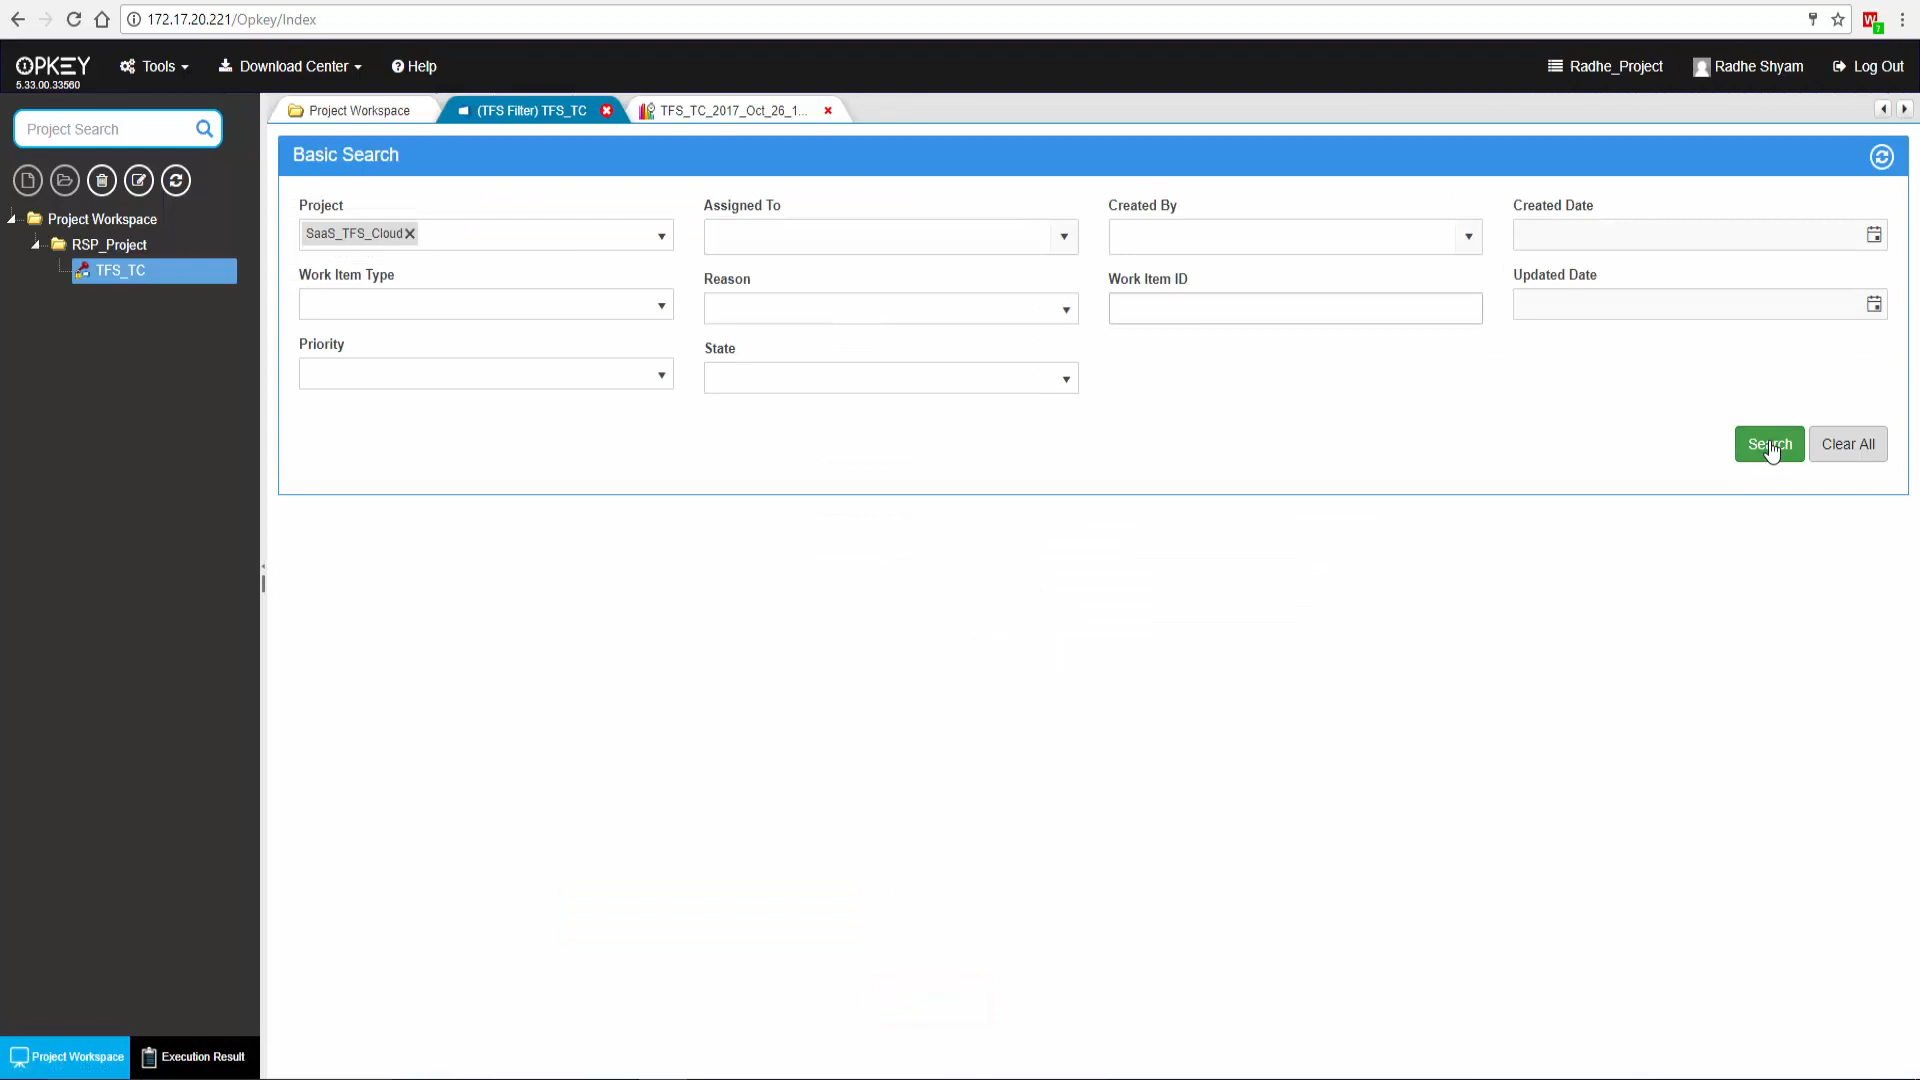 172.17.20.221/Opkey/Index
W
7
OPKEY
5.33.00.33560
Tools
Download Center
Help
Radhe_Project
Radhe Shyam
Log Out
Project Search
Project Workspace
(TFS Filter) TFS_TC
TFS_TC_2017_Oct_26_1...
Project Workspace
RSP_Project
TFS_TC
Basic Search
Project
Assigned To
Created By
Created Date
SaaS_TFS_Cloud
Work Item Type
Reason
Work Item ID
Updated Date
Priority
State
Search
Clear All
Project Workspace
Execution Result